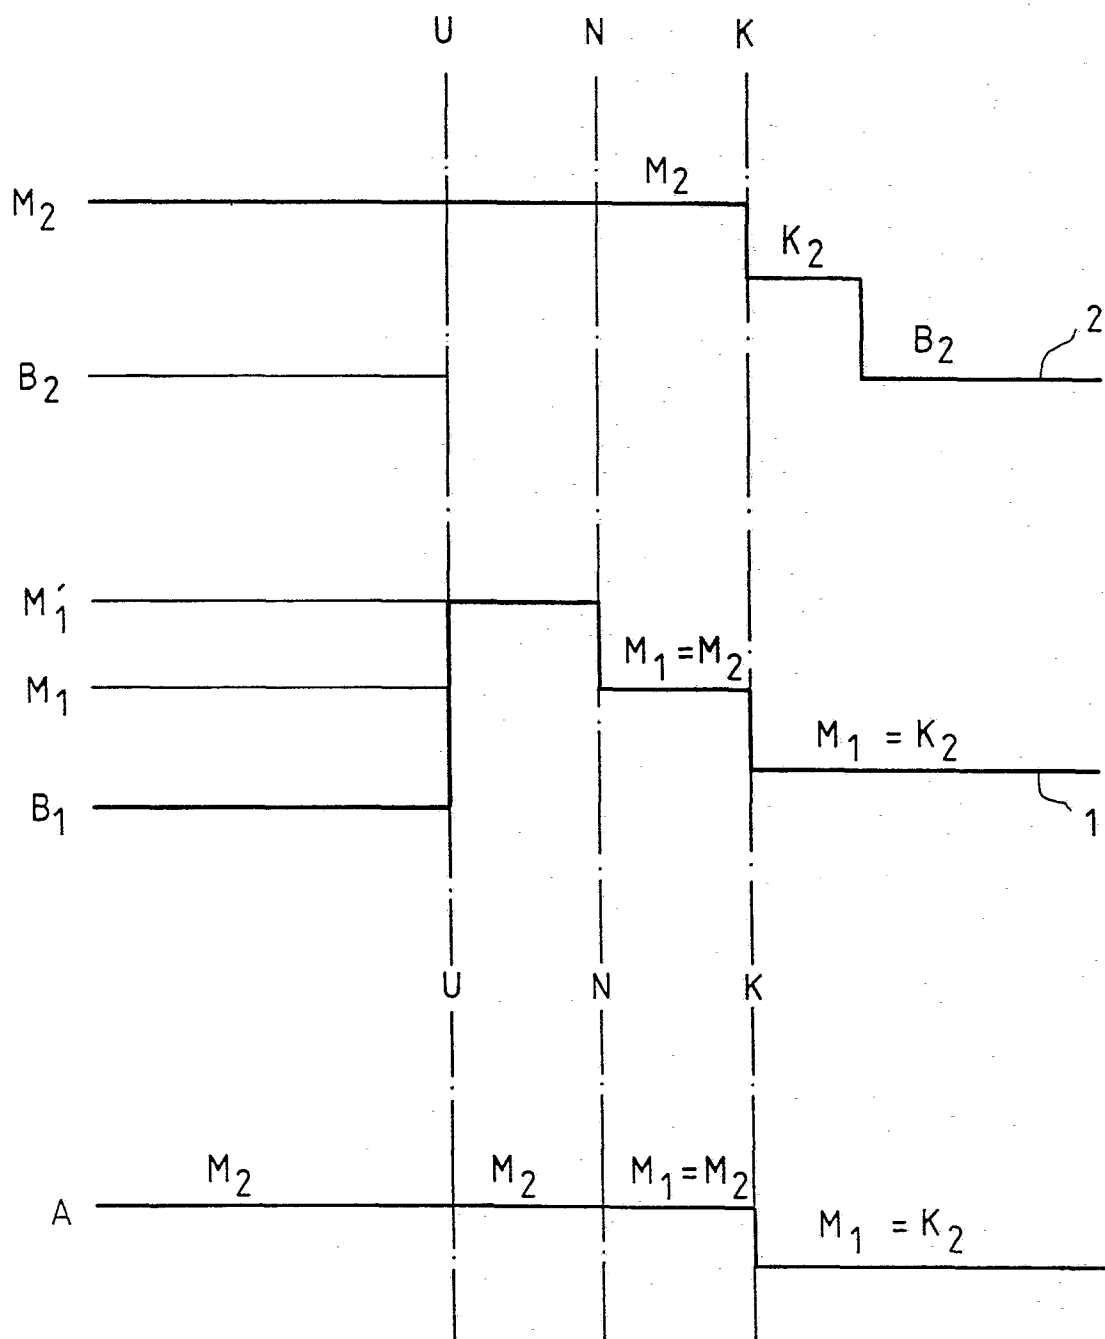 U N K
M2
M2
K2
2
B2
B2
M1′
M1 = M2
M1
M1 = K2
B1
1
U N K
M2 M2 M1 = M2
A
M1 = K2